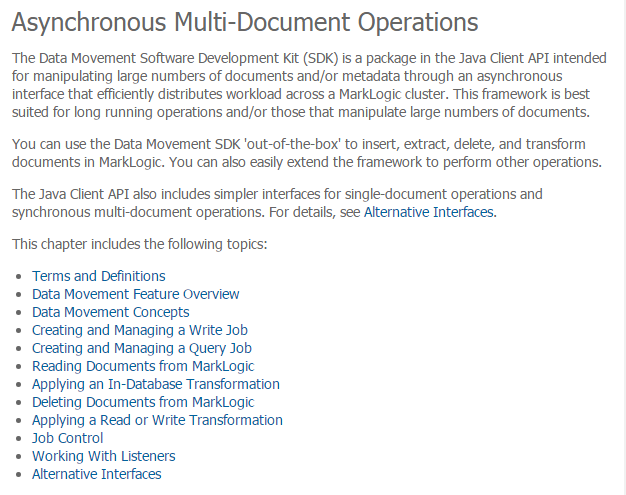 Asynchronous Multi-Document Operations
The Data Movement Software Development Kit (SDK) is a package in the Java Client API intended
for manipulating large numbers of documents and/or metadata through an asynchronous
interface that efficiently distributes workload across a MarkLogic cluster. This framework is best
suited for long running operations and/or those that manipulate large numbers of documents.
You can use the Data Movement SDK 'out-of-the-box' to insert, extract, delete, and transform
documents in MarkLogic. You can also easily extend the framework to perform other operations.
The Java Client API also includes simpler interfaces for single-document operations and
synchronous multi-document operations. For details, see Alternative Interfaces.
This chapter includes the following topics:
• Terms and Definitions
• Data Movement Feature Overview
• Data Movement Concepts
• Creating and Managing a Write Job
• Creating and Managing a Query Job
• Reading Documents from MarkLogic
• Applying an In-Database Transformation
• Deleting Documents from MarkLogic
• Applying a Read or Write Transformation
• Job Control
• Working With Listeners
• Alternative Interfaces